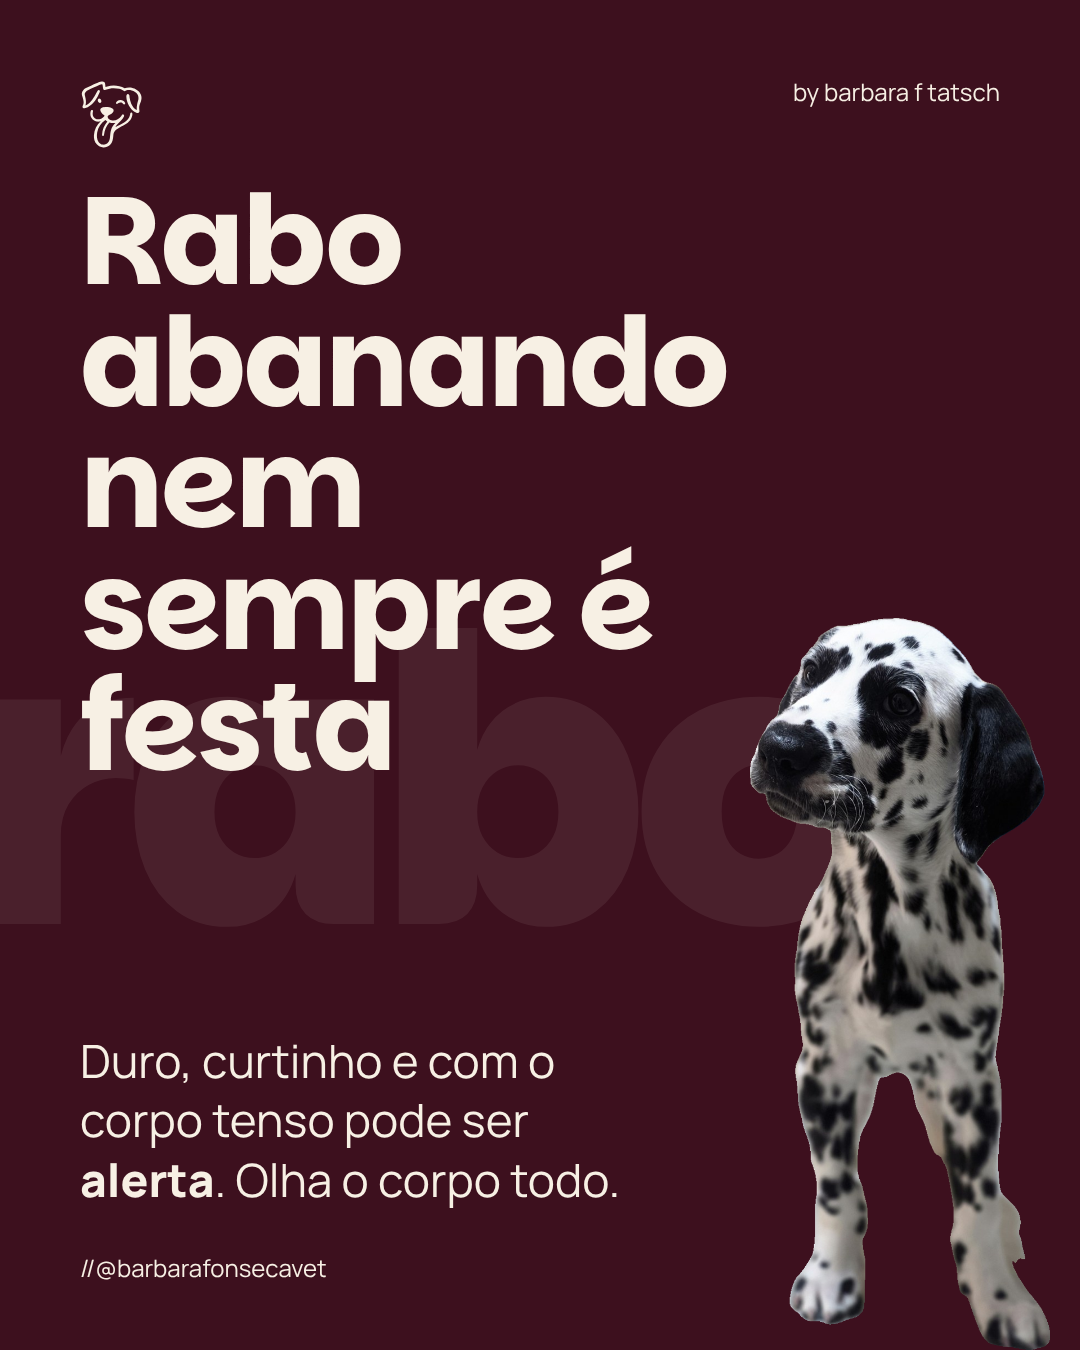 by barbara f tatsch
Rabo
abanando
nem
sempre é
festa
rabo
Duro, curtinho e com o
corpo tenso pode ser
alerta. Olha o corpo todo.
//@barbarafonsecavet